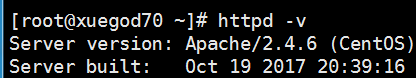 [root@xuegod70 ~]# httpd -v
Server version: Apache/2.4.6 (CentOS)
Server built:   Oct 19 2017 20:39:16